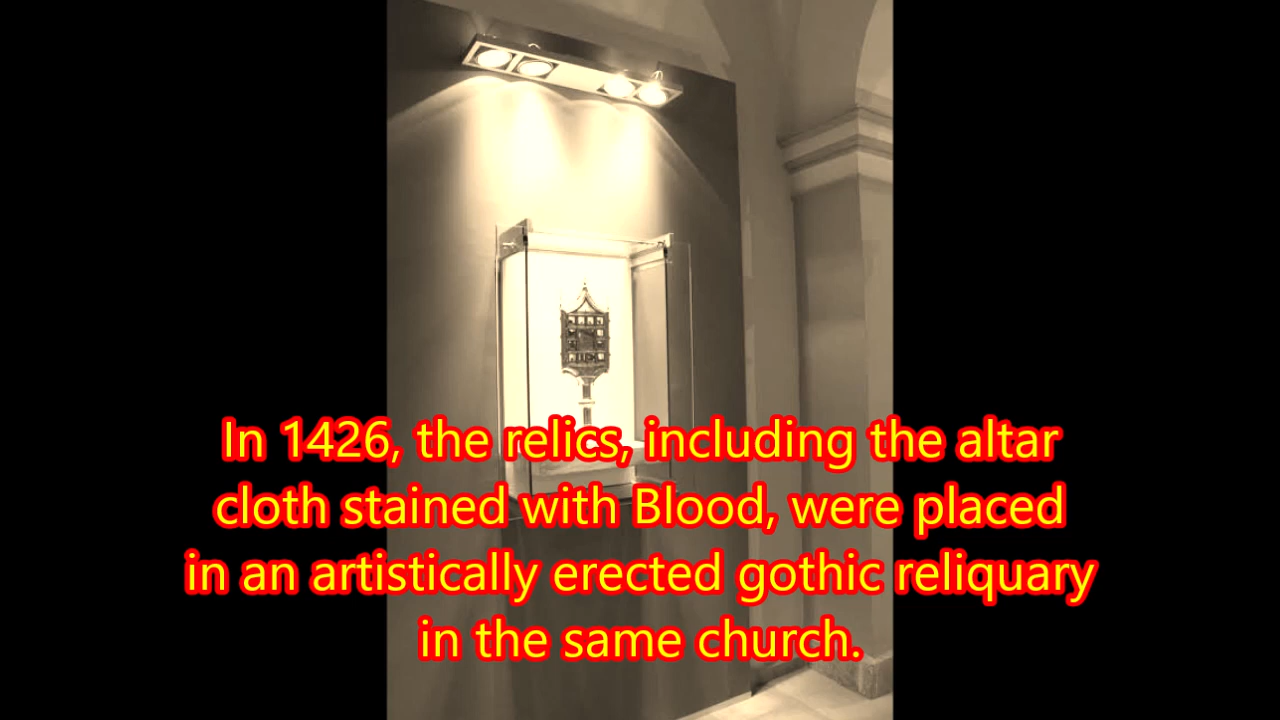 In 1426, the relics, including the altar
cloth stained with Blood, were placed
in an artistically erected gothic reliquary
in the same church.